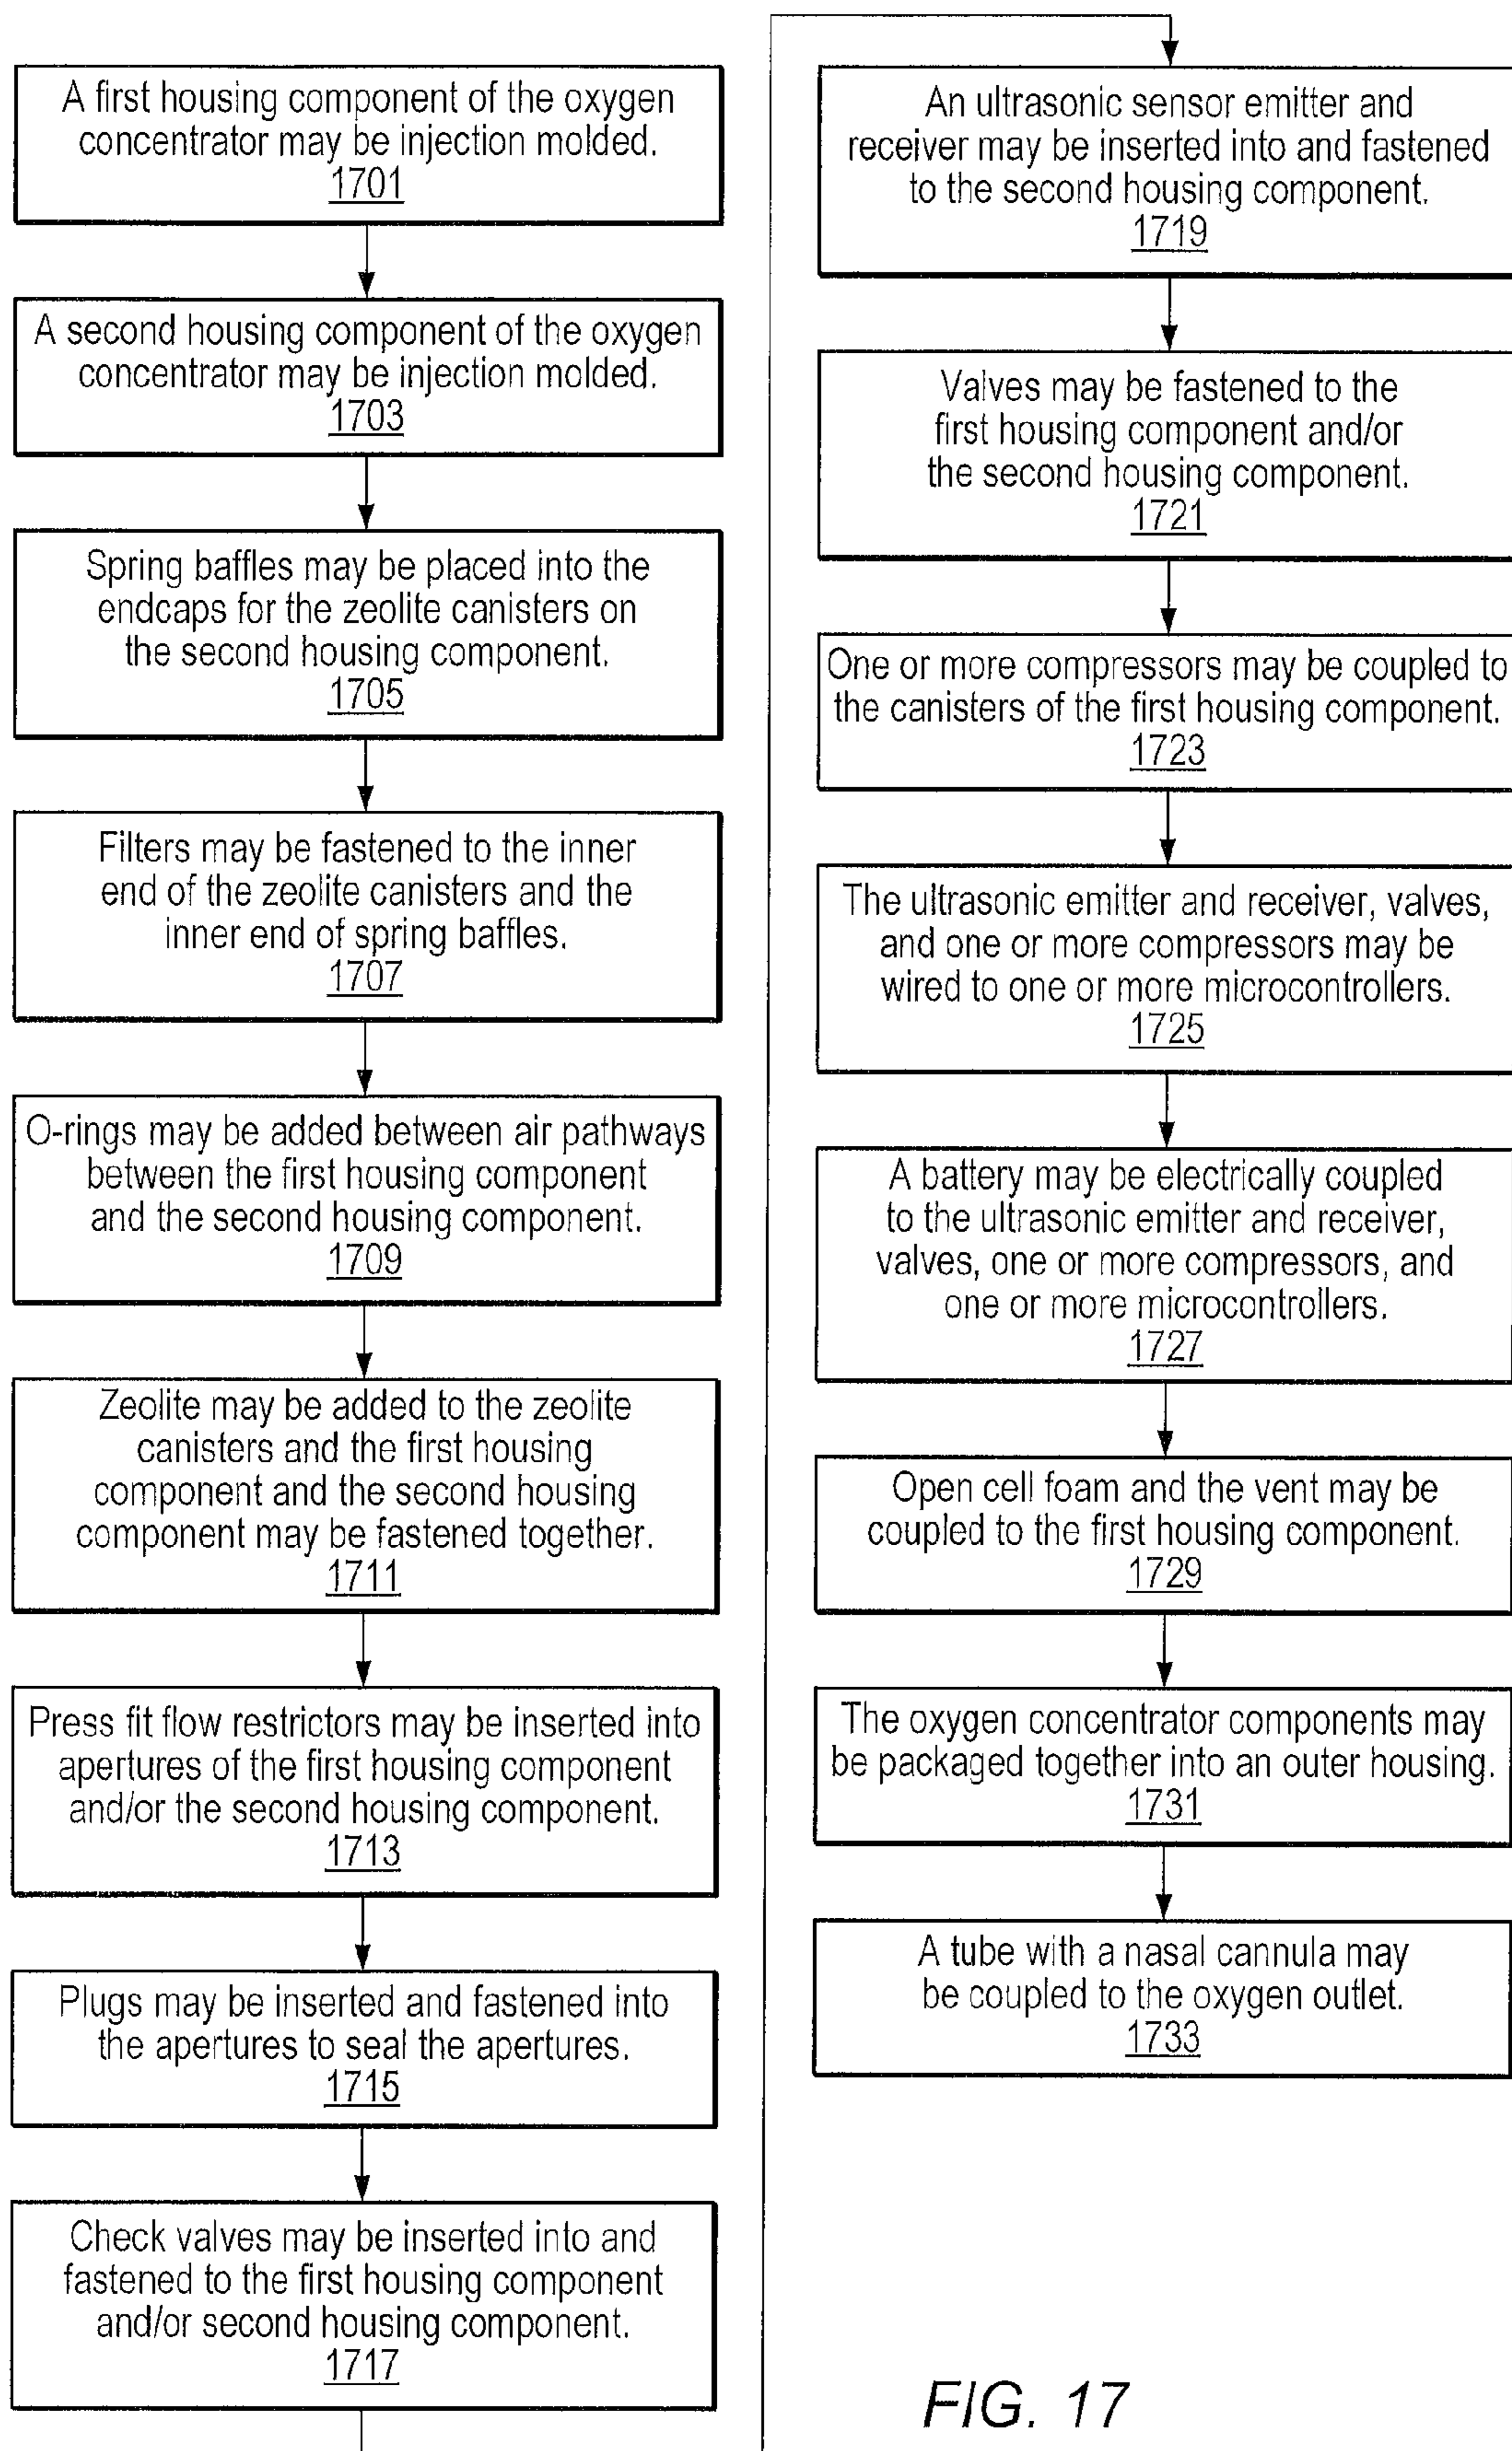 A first housing component of the oxygen
concentrator may be injection molded.
1701
A second housing component of the oxygen
concentrator may be injection molded.
1703
Spring baffles may be placed into the
endcaps for the zeolite canisters on
the second housing component.
1705
Filters may be fastened to the inner
end of the zeolite canisters and the
inner end of spring baffles.
1707
O-rings may be added between air pathways
between the first housing component
and the second housing component.
1709
Zeolite may be added to the zeolite
canisters and the first housing
component and the second housing
component may be fastened together.
1711
Press fit flow restrictors may be inserted into
apertures of the first housing component
and/or the second housing component.
1713
Plugs may be inserted and fastened into
the apertures to seal the apertures.
1715
Check valves may be inserted into and
fastened to the first housing component
and/or second housing component.
1717
An ultrasonic sensor emitter and
receiver may be inserted into and fastened
to the second housing component.
1719
Valves may be fastened to the
first housing component and/or
the second housing component.
1721
One or more compressors may be coupled to
the canisters of the first housing component.
1723
The ultrasonic emitter and receiver, valves,
and one or more compressors may be
wired to one or more microcontrollers.
1725
A battery may be electrically coupled
to the ultrasonic emitter and receiver,
valves, one or more compressors, and
one or more microcontrollers.
1727
Open cell foam and the vent may be
coupled to the first housing component.
1729
The oxygen concentrator components may
be packaged together into an outer housing.
1731
A tube with a nasal cannula may
be coupled to the oxygen outlet.
1733
FIG. 17